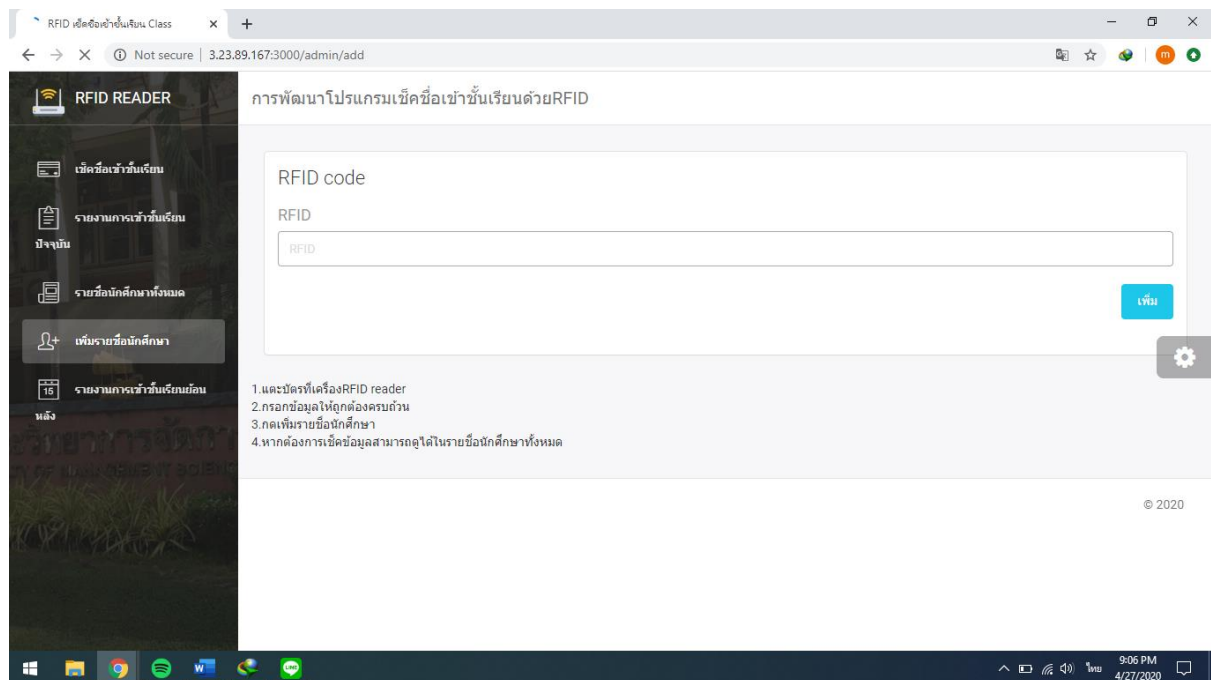 RFID เช็คชื่อเข้าชั้นเรียน Class
Not secure | 3.23.89.167:3000/admin/add
m
RFID READER
การพัฒนาโปรแกรมเช็คชื่อเข้าชั้นเรียนด้วยRFID
เช็คชื่อเข้าชั้นเรียน
รายงานการเข้าชั้นเรียน
ปัจจุบัน
รายชื่อนักศึกษาทั้งหมด
เพิ่มรายชื่อนักศึกษา
15 รายงานการเข้าชั้นเรียนย้อน
หลัง
RFID code
RFID
RFID
เพิ่ม
1.แตะบัตรที่เครื่องRFID reader
2.กรอกข้อมูลให้ถูกต้องครบถ้วน
3.กดเพิ่มรายชื่อนักศึกษา
4.หากต้องการเช็คข้อมูลสามารถดูได้ในรายชื่อนักศึกษาทั้งหมด
© 2020
W
LINE
ไทย
9:06 PM
4/27/2020